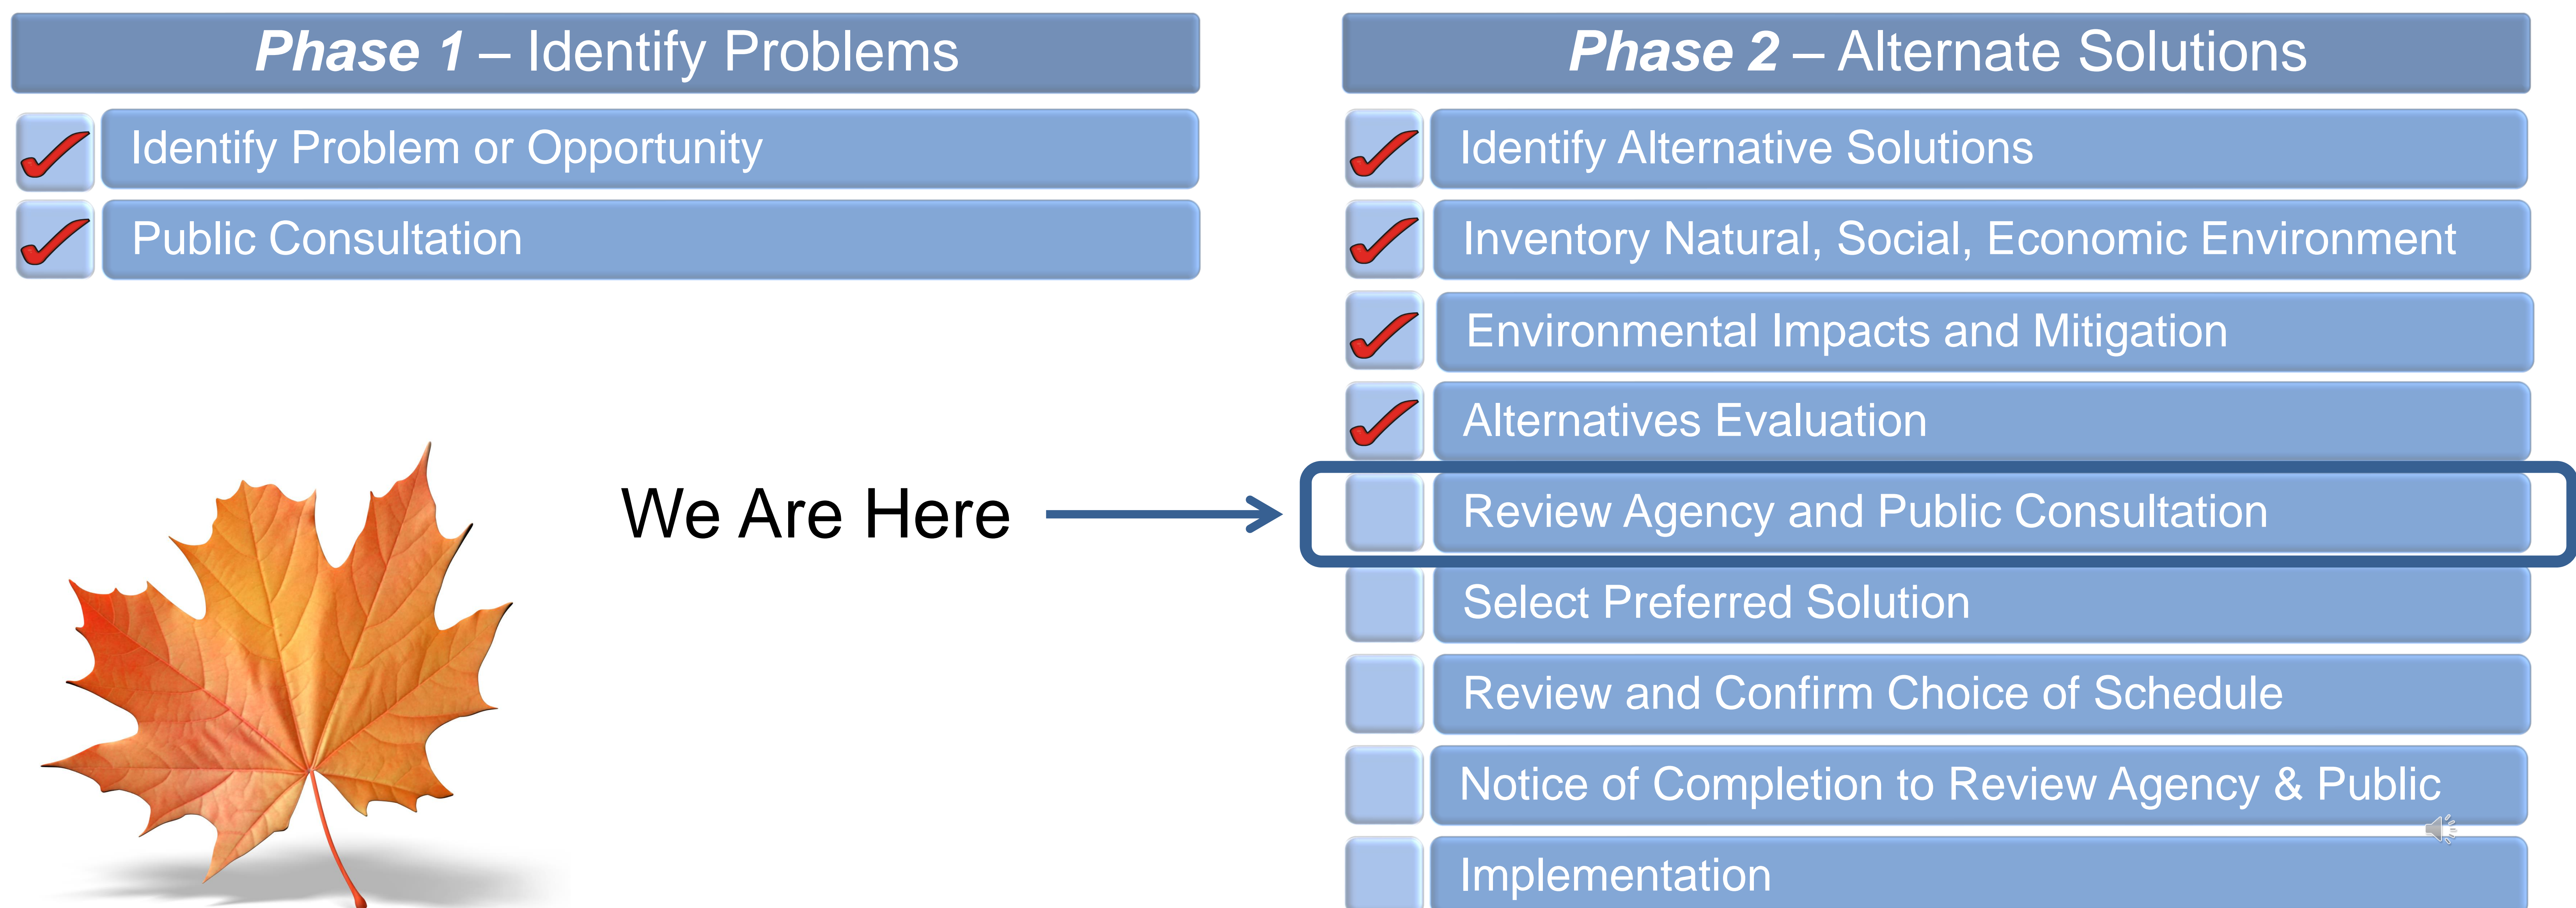 Phase 1 – Identify Problems
Identify Problem or Opportunity
Public Consultation
We Are Here
Phase 2 – Alternate Solutions
Identify Alternative Solutions
Inventory Natural, Social, Economic Environment
Environmental Impacts and Mitigation
Alternatives Evaluation
Review Agency and Public Consultation
Select Preferred Solution
Review and Confirm Choice of Schedule
Notice of Completion to Review Agency & Public
Implementation